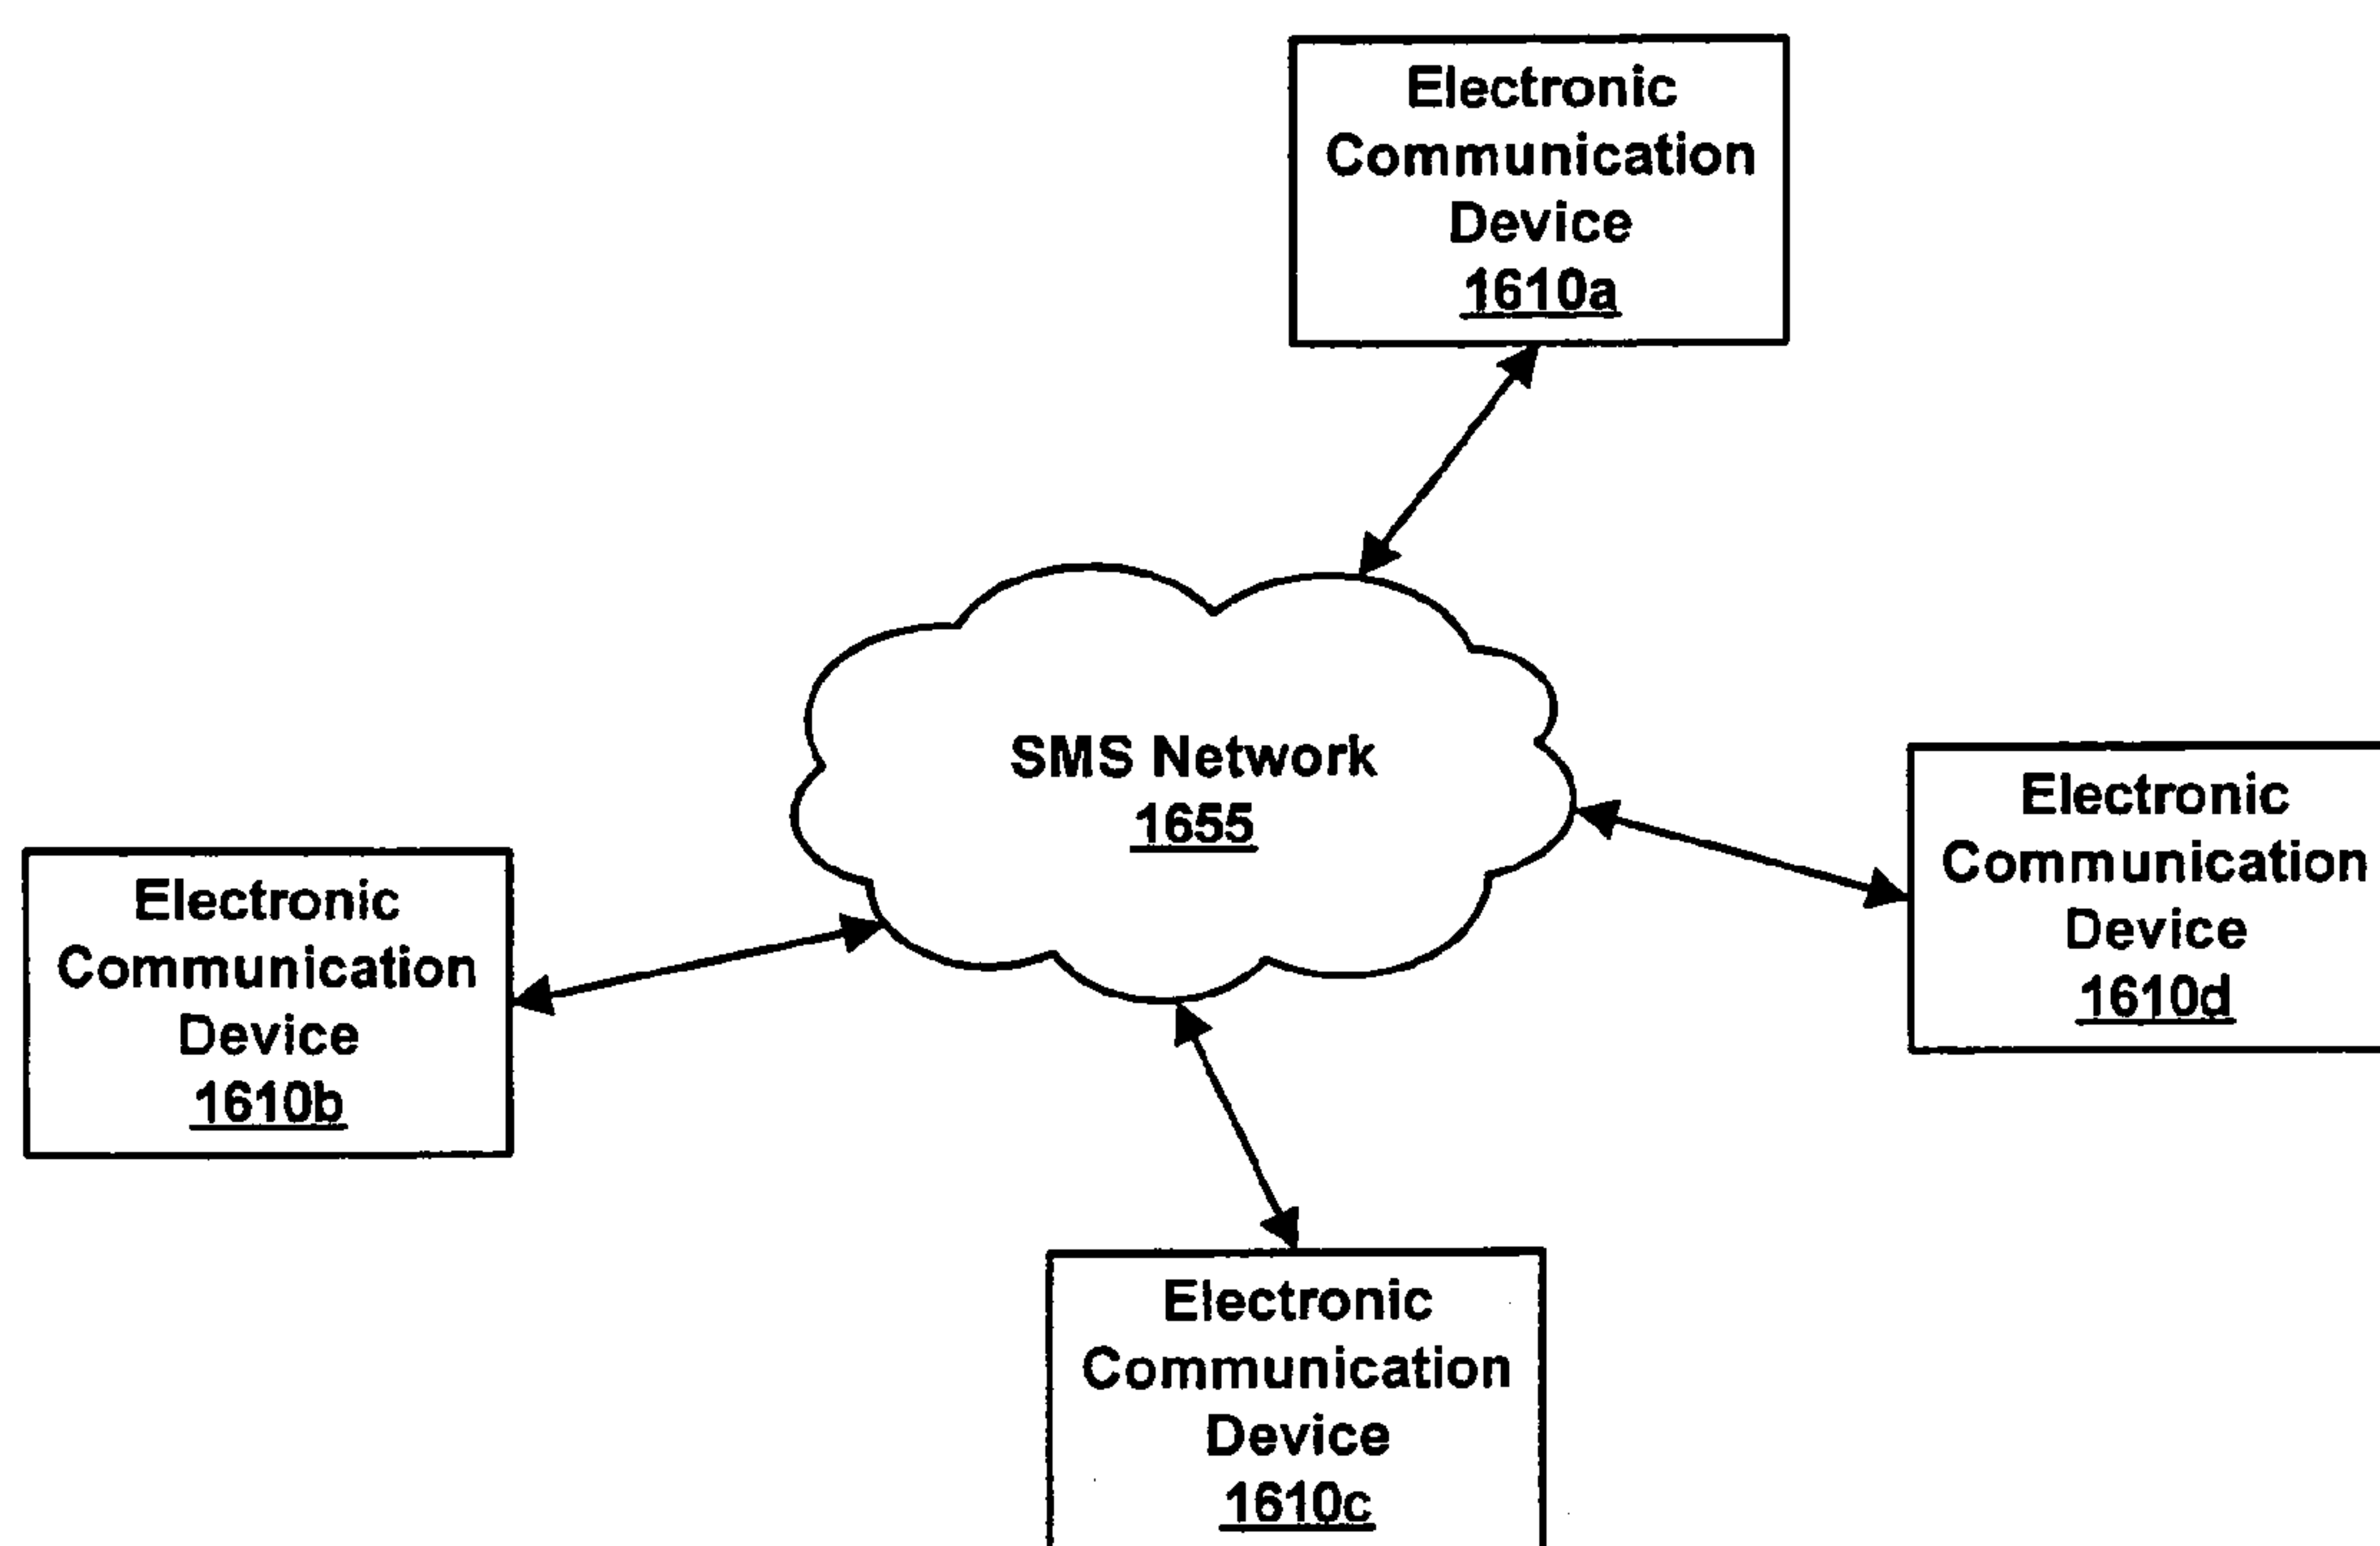 Electronic
Communication
Device
1610a
SMS Network
1655
Electronic
Communication
Device
1610d
Electronic
Communication
Device
1610b
Electronic
Communication
Device
1610c